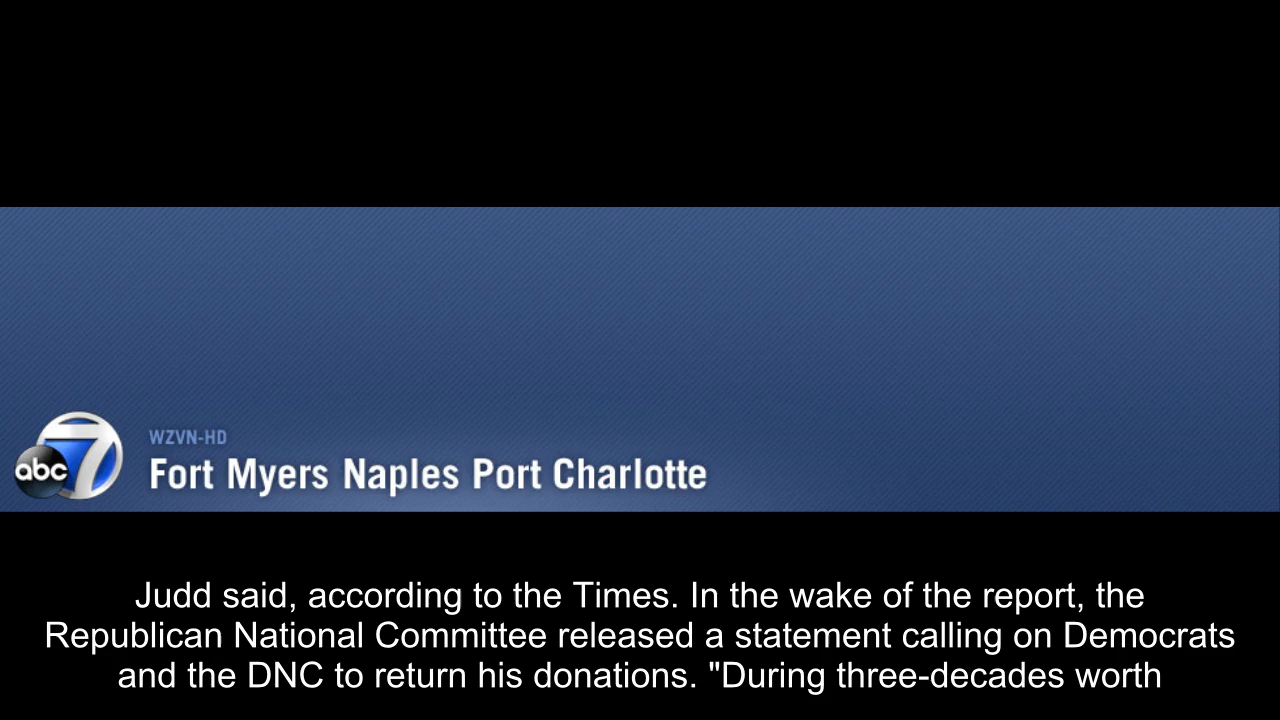 abc 7
WZVN-HD
Fort Myers Naples Port Charlotte
Judd said, according to the Times. In the wake of the report, the
Republican National Committee released a statement calling on Democrats
and the DNC to return his donations. "During three-decades worth